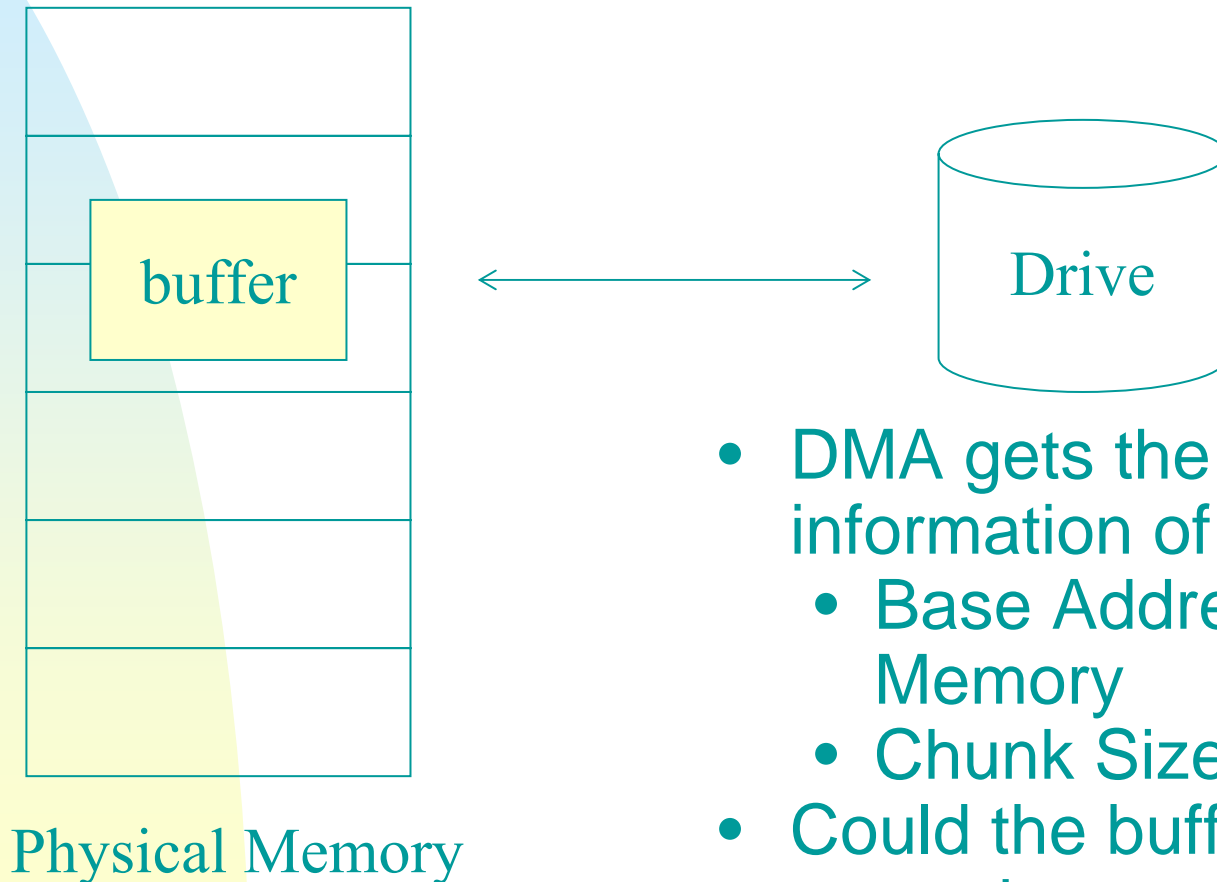 buffer
Drive
• DMA gets the
information of
• Base Addre
Memory
• Chunk Size
• Could the buff
Physical Memory